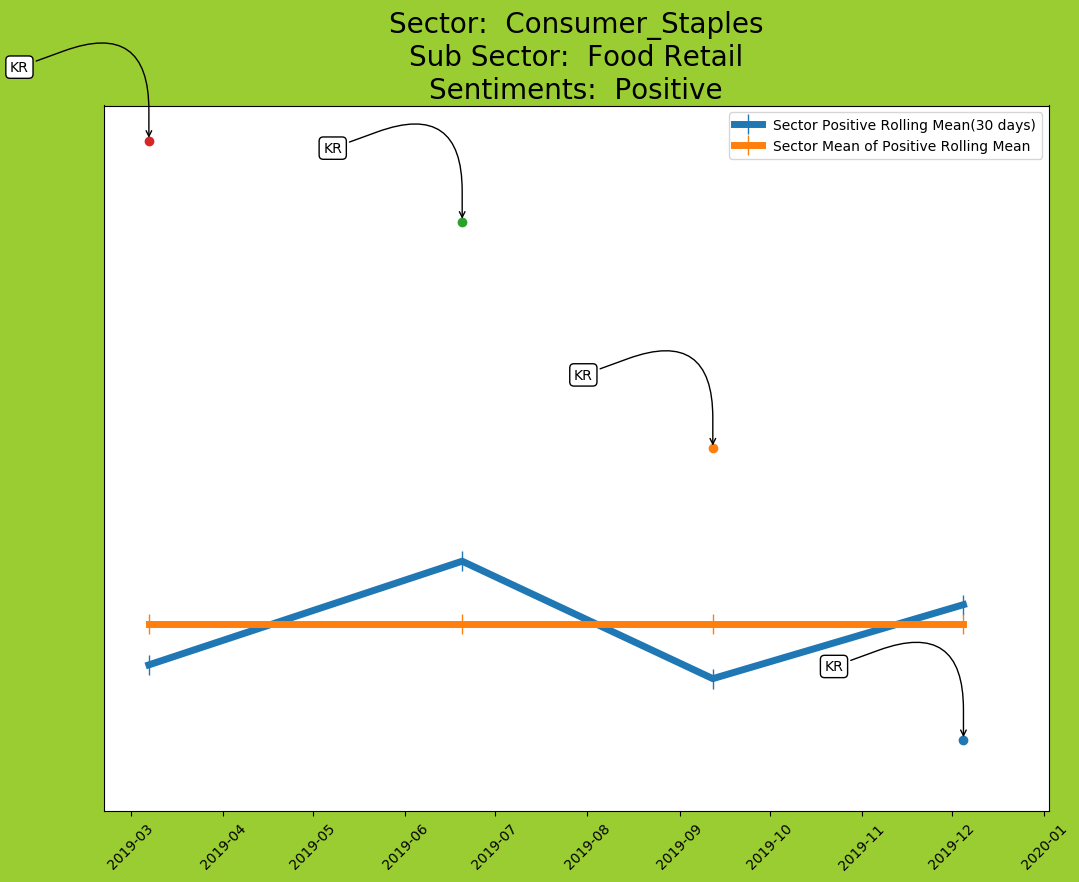 Sector:  Consumer_Staples
Sub Sector:  Food Retail
Sentiments:  Positive
KR
KR
Sector Positive Rolling Mean(30 days)
Sector Mean of Positive Rolling Mean
KR
KR
2019-03
2019-04
2019-05
2019-06
2019-07
2019-08
2019-09
2019-10
2019-11
2019-12
2020-01